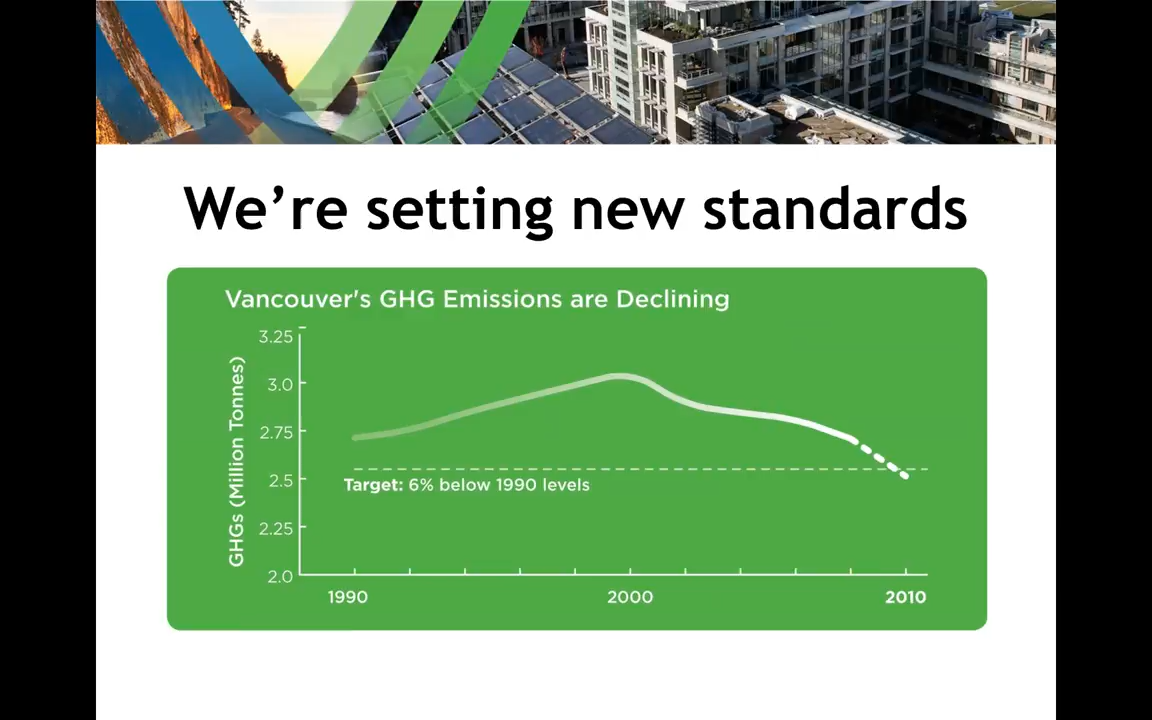 We’re setting new standards
Vancouver's GHG Emissions are Declining
GHGs (Million Tonnes)
3.25
3.0
2.75
2.5
2.25
2.0
Target: 6% below 1990 levels
1990 2000 2010